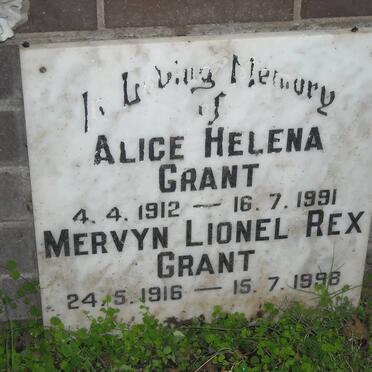 In Loving Memory
of
ALICE HELENA
GRANT
4. 4. 1912 — 16. 7. 1991
MERVYN LIONEL REX
GRANT
24. 5. 1916 — 15. 7. 1998